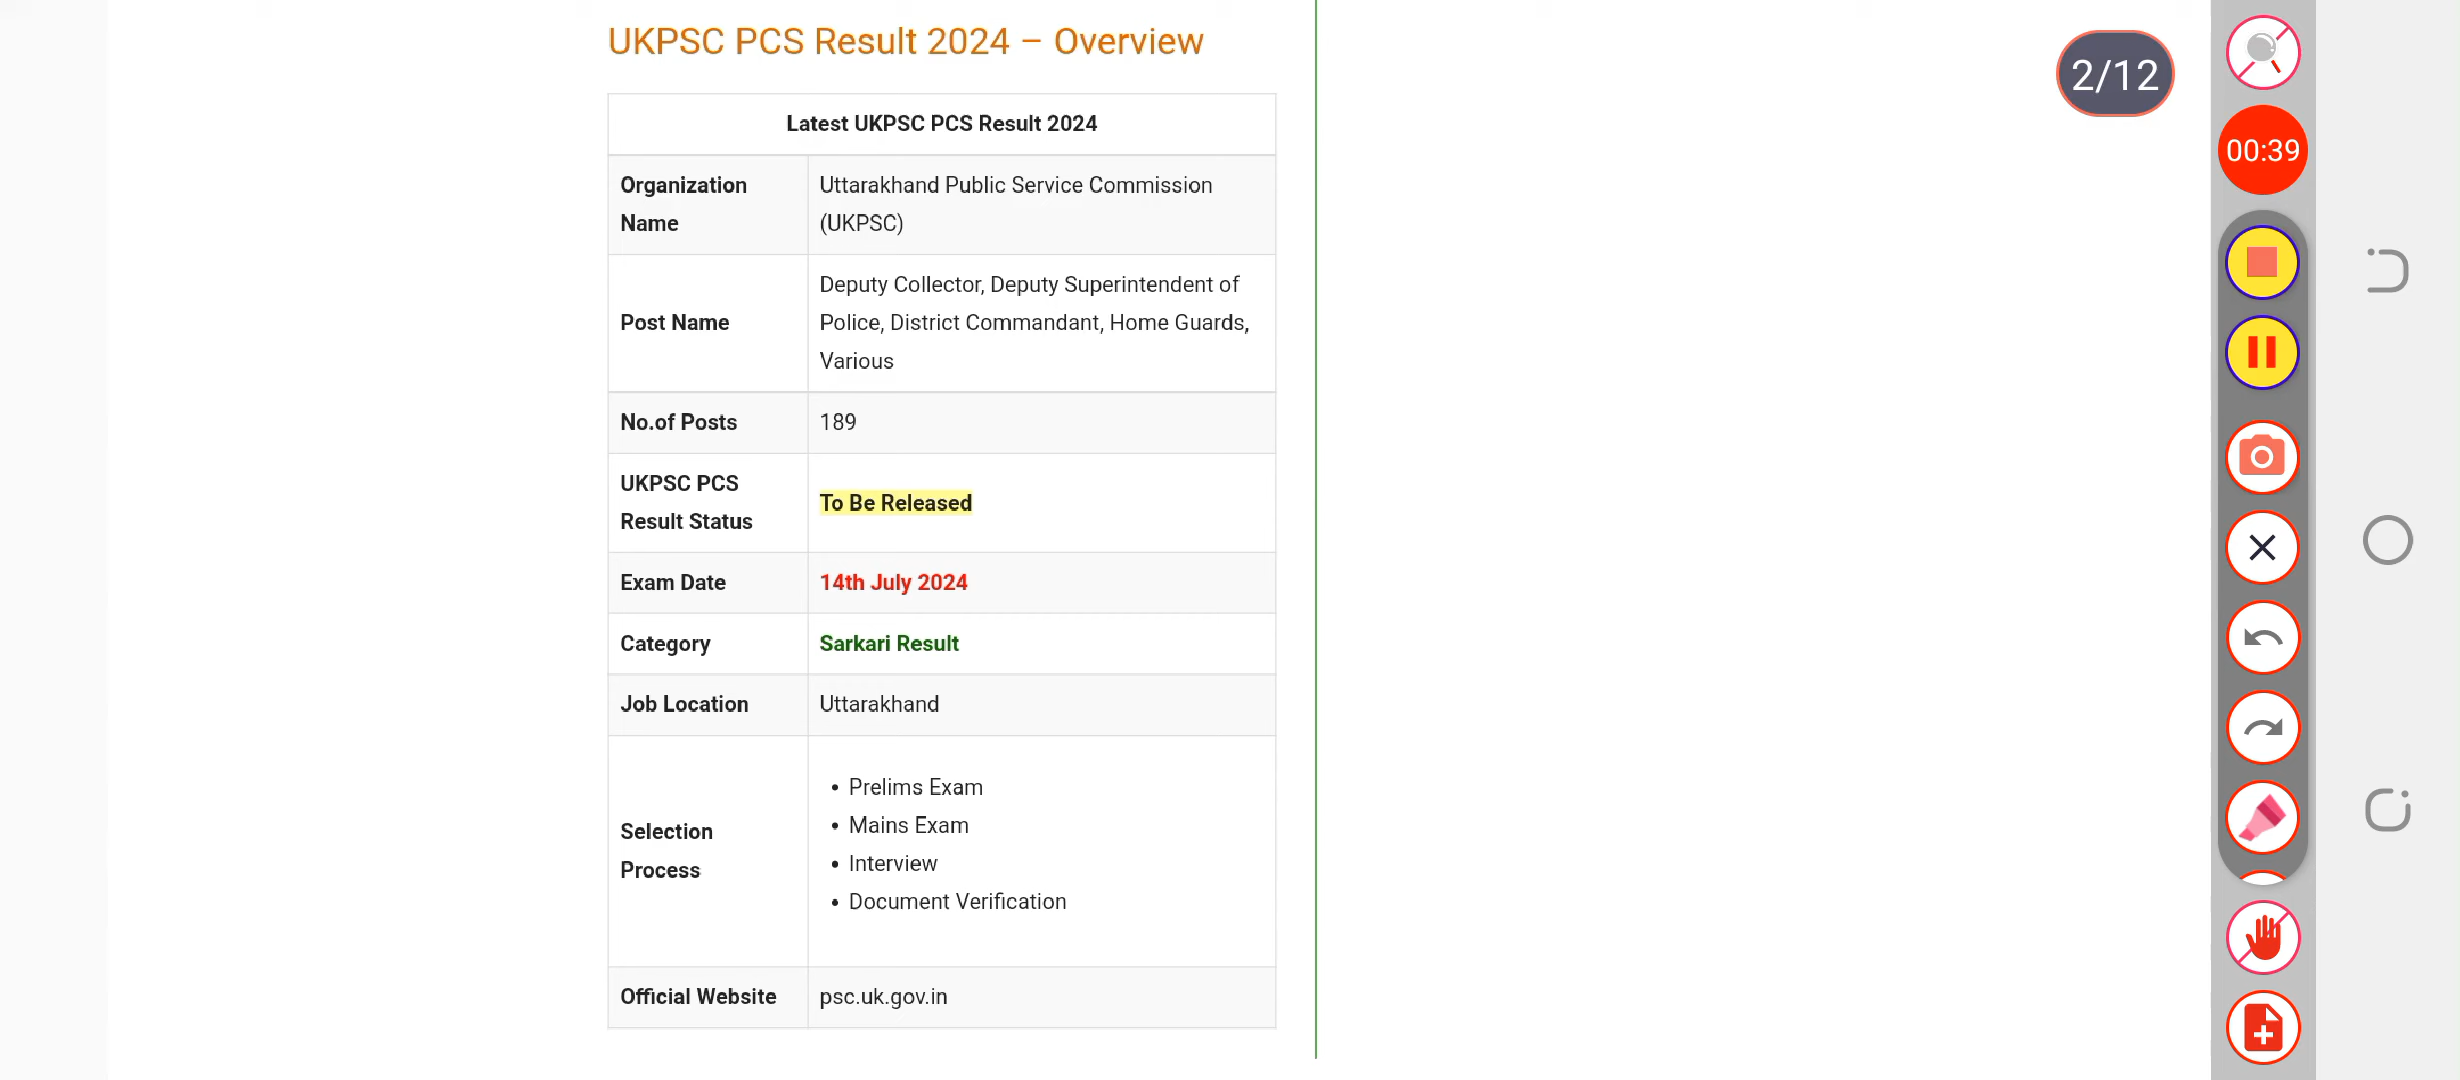 UKPSC PCS Result 2024 – Overview
2/12
00:39
Latest UKPSC PCS Result 2024
Organization
Name
Uttarakhand Public Service Commission
(UKPSC)
Post Name
Deputy Collector, Deputy Superintendent of
Police, District Commandant, Home Guards,
Various
No.of Posts
189
UKPSC PCS
Result Status
To Be Released
Exam Date
14th July 2024
Category
Sarkari Result
Job Location
Uttarakhand
Selection
Process
• Prelims Exam
• Mains Exam
• Interview
• Document Verification
Official Website
psc.uk.gov.in